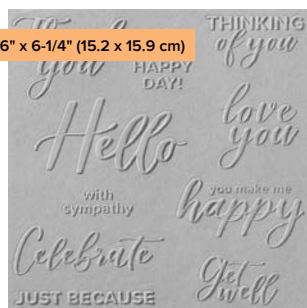 Thank you
THINKING of you
6" x 6-1/4" (15.2 x 15.9 cm)
HAPPY
DAY!
Hello
love
you
with
sympathy
you make me
happy
Celebrate
Get
well
JUST BECAUSE